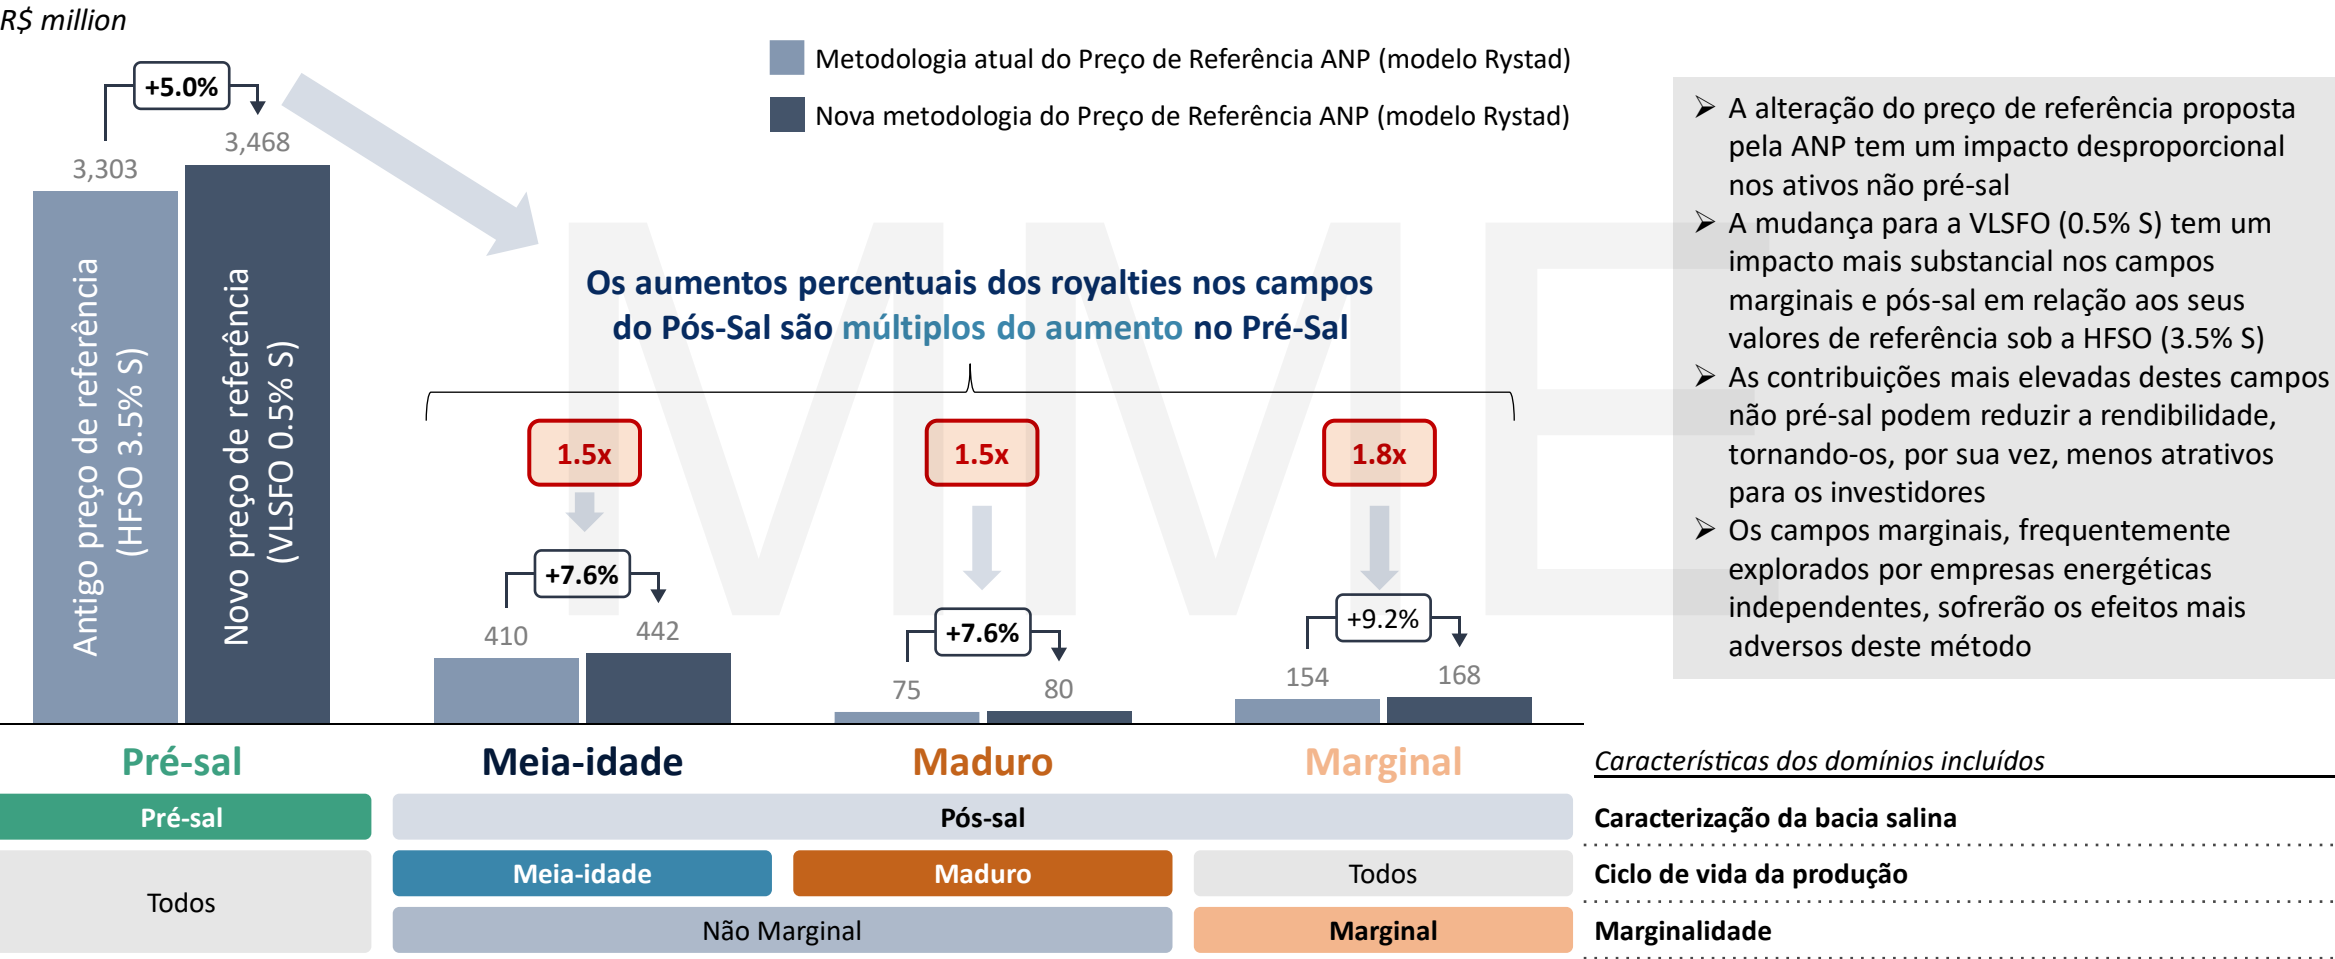 R$ million
Metodologia atual do Preço de Referência ANP (modelo Rystad)
Nova metodologia do Preço de Referência ANP (modelo Rystad)
+5.0%
3,303
3,468
Antigo preço de referência
(HFSO 3.5% S)
Novo preço de referência
(VLSFO 0.5% S)
MME
Os aumentos percentuais dos royalties nos campos
do Pós-Sal são múltiplos do aumento no Pré-Sal
1.5x
1.5x
1.8x
+7.6%
+7.6%
+9.2%
410
442
75
80
154
168
➢ A alteração do preço de referência proposta
pela ANP tem um impacto desproporcional
nos ativos não pré-sal
➢ A mudança para a VLSFO (0.5% S) tem um
impacto mais substancial nos campos
marginais e pós-sal em relação aos seus
valores de referência sob a HFSO (3.5% S)
➢ As contribuições mais elevadas destes campos
não pré-sal podem reduzir a rendibilidade,
tornando-os, por sua vez, menos atrativos
para os investidores
➢ Os campos marginais, frequentemente
explorados por empresas energéticas
independentes, sofrerão os efeitos mais
adversos deste método
Pré-sal
Meia-idade
Maduro
Marginal
Características dos domínios incluídos
Pré-sal
Pós-sal
Caracterização da bacia salina
Todos
Meia-idade
Maduro
Todos
Ciclo de vida da produção
Não Marginal
Marginal
Marginalidade